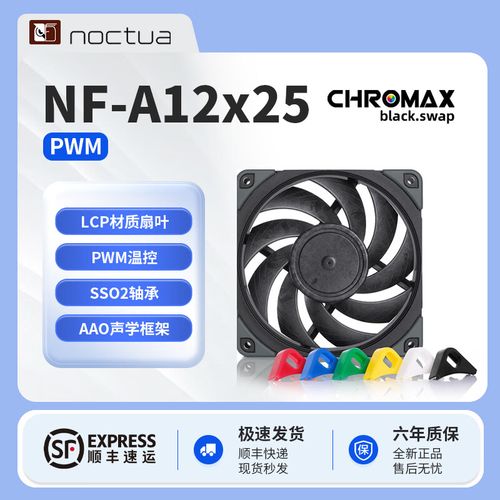 noctua
NF-A12x25
PWM
CHROMAX
black.swap
LCP材质扇叶
PWM温控
SSO2轴承
AAO声学框架
SF EXPRESS
顺丰速运
极速发货
顺丰快递
现货秒发
六年质保
全新正品
售后无忧